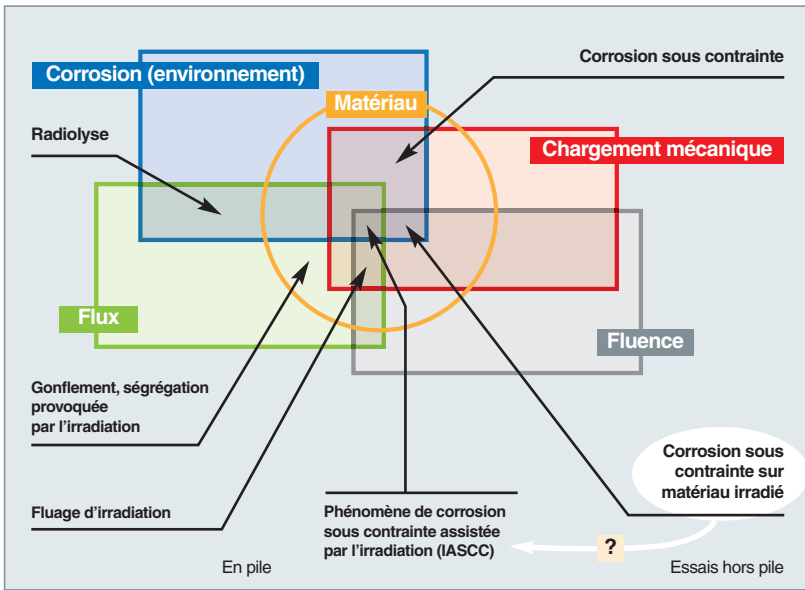 Corrosion sous contrainte
Corrosion (environnement)
Matériau
Radiolyse
Chargement mécanique
Flux
Fluence
Gonflement, ségrégation
provoquée
par l'irradiation
Corrosion sous
contrainte sur
matériau irradié
Fluage d'irradiation
Phénomène de corrosion
sous contrainte assistée
par l'irradiation (IASCC)
?
En pile
Essais hors pile